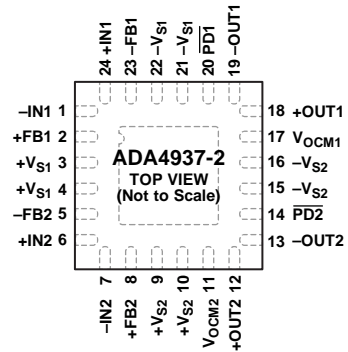 24 +IN1
23 –FB1
22 –VS1
21 –VS1
20 PD1
19 –OUT1
–IN1 1
+FB1 2
+VS1 3
+VS1 4
–FB2 5
+IN2 6
ADA4937-2
TOP VIEW
(Not to Scale)
18 +OUT1
17 VOCM1
16 –VS2
15 –VS2
14 PD2
13 –OUT2
–IN2 7
+FB2 8
+VS2 9
+VS2 10
VOCM2 11
+OUT2 12